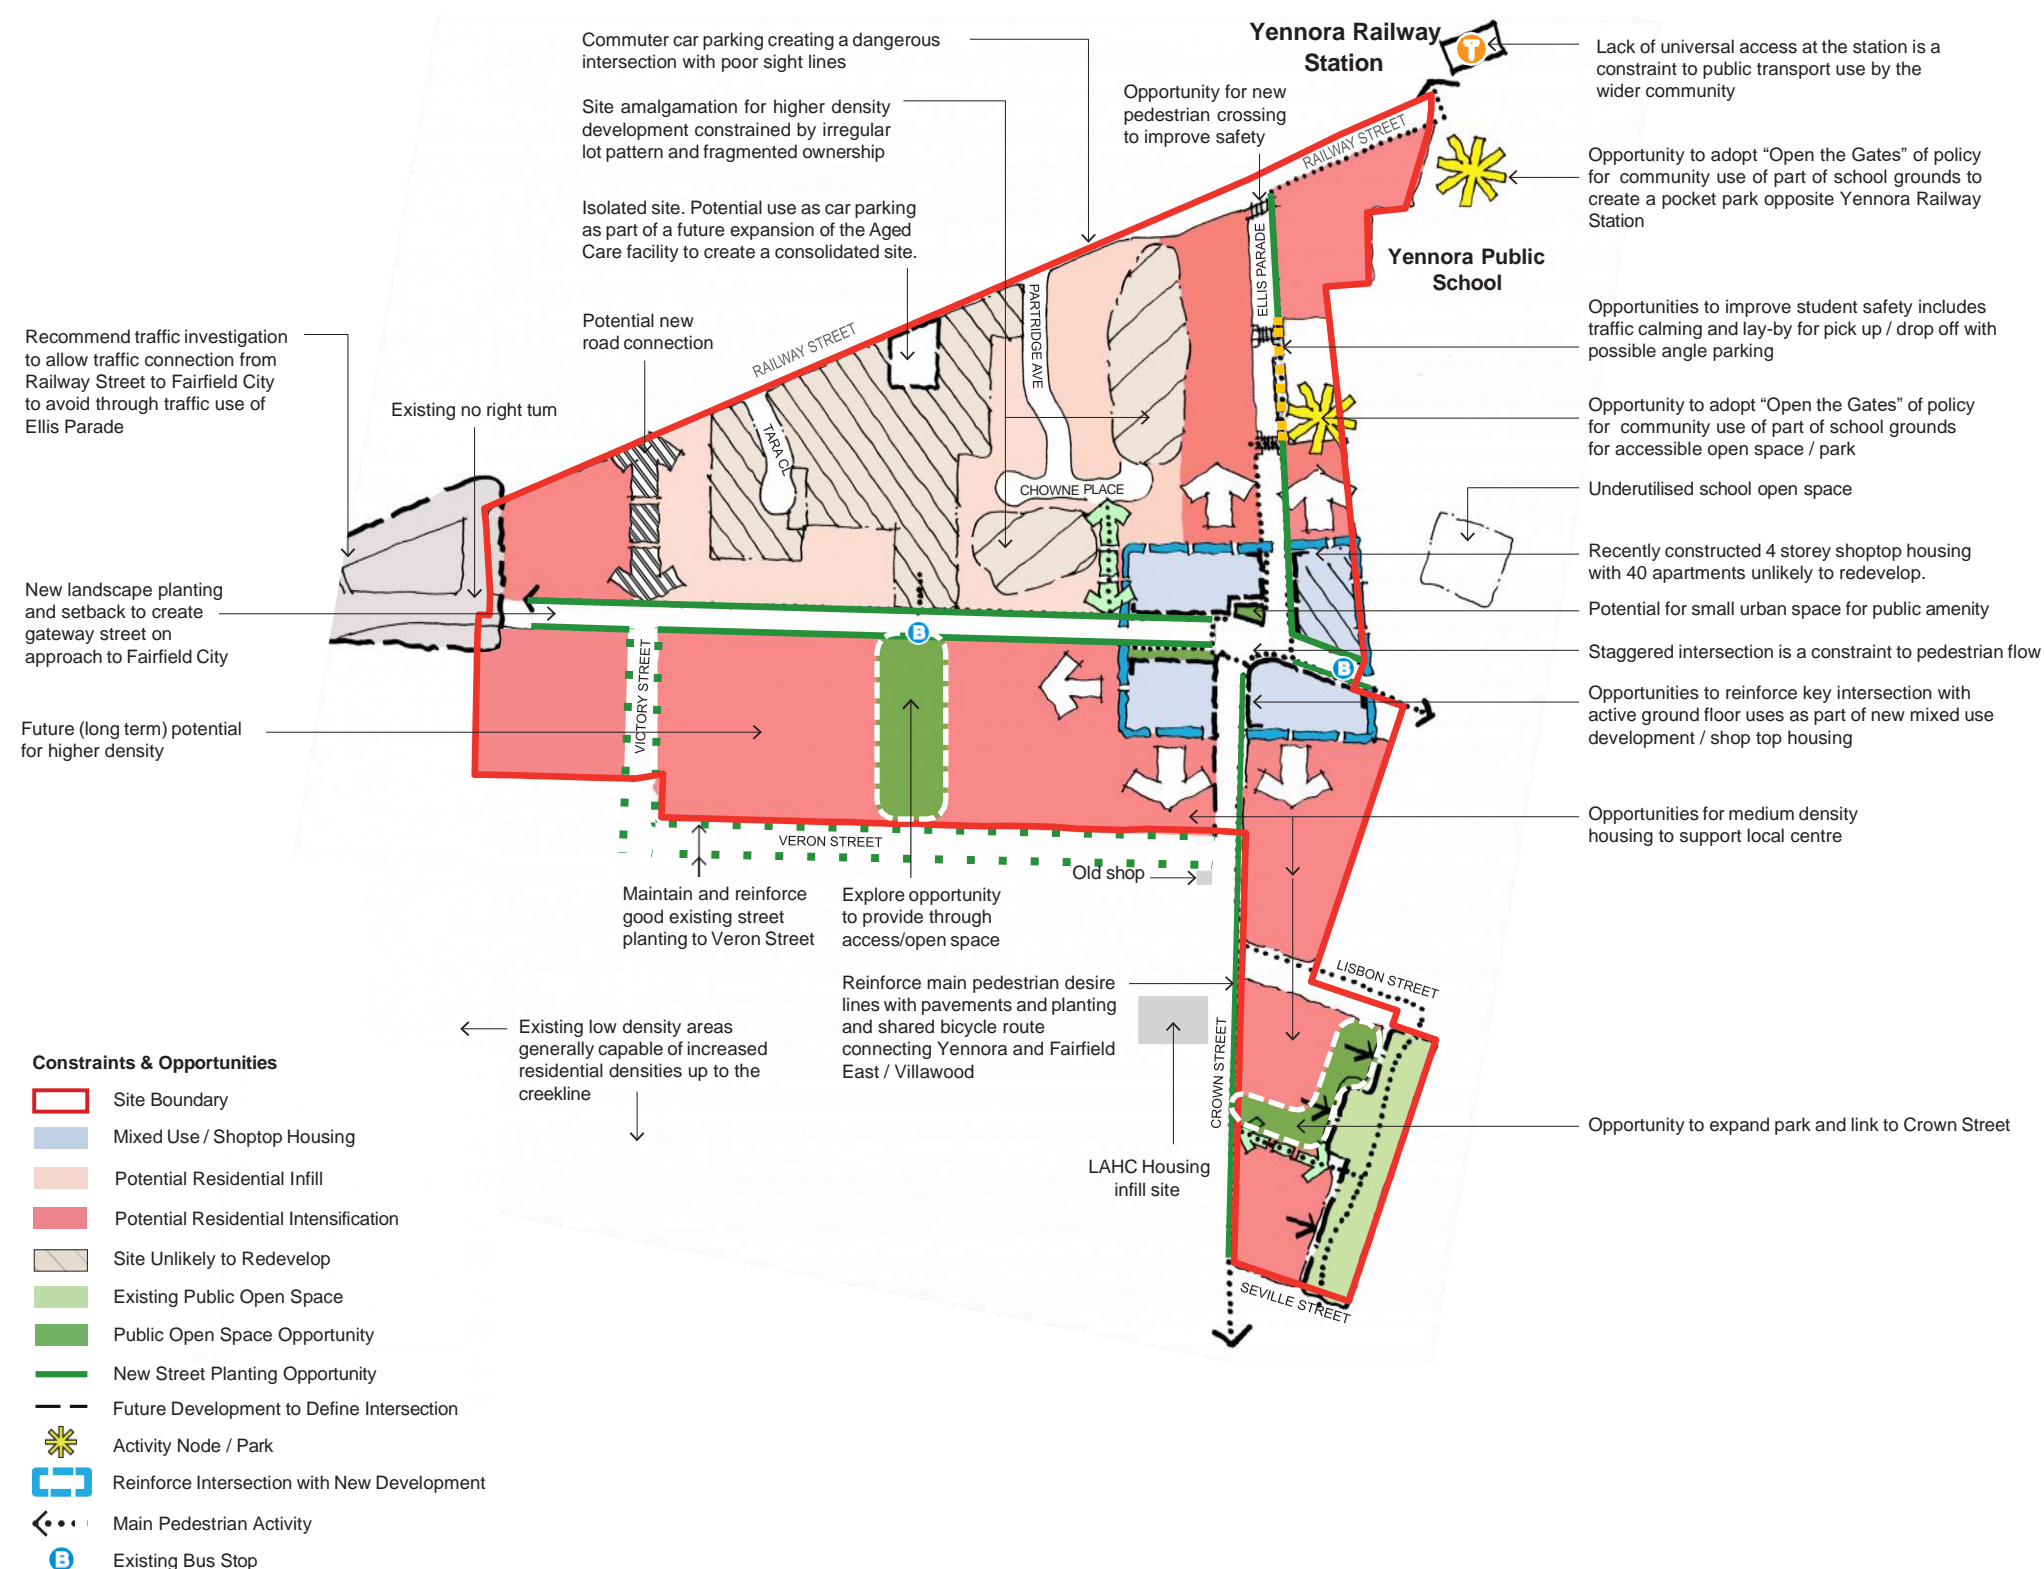 Commuter car parking creating a dangerous
intersection with poor sight lines
Site amalgamation for higher density
development constrained by irregular
lot pattern and fragmented ownership
Isolated site. Potential use as car parking
as part of a future expansion of the Aged
Care facility to create a consolidated site.
Potential new
road connection
Recommend traffic investigation
to allow traffic connection from
Railway Street to Fairfield City
to avoid through traffic use of
Ellis Parade
Existing no right turn
New landscape planting
and setback to create
gateway street on
approach to Fairfield City
Future (long term) potential
for higher density
Yennora Railway
Station
T
Opportunity for new
pedestrian crossing
to improve safety
Yennora Public
School
Lack of universal access at the station is a
constraint to public transport use by the
wider community
Opportunity to adopt “Open the Gates” of policy
for community use of part of school grounds to
create a pocket park opposite Yennora Railway
Station
Opportunities to improve student safety includes
traffic calming and lay-by for pick up / drop off with
possible angle parking
Opportunity to adopt “Open the Gates” of policy
for community use of part of school grounds
for accessible open space / park
Underutilised school open space
Recently constructed 4 storey shoptop housing
with 40 apartments unlikely to redevelop.
Potential for small urban space for public amenity
Staggered intersection is a constraint to pedestrian flow
Opportunities to reinforce key intersection with
active ground floor uses as part of new mixed use
development / shop top housing
Opportunities for medium density
housing to support local centre
Opportunity to expand park and link to Crown Street
RAILWAY STREET
RAILWAY STREET
ELLIS PARADE
PARTRIDGE AVE
TARA CL
CHOWNE PLACE
VICTORY STREET
B
B
VERON STREET
Old shop
Maintain and reinforce
good existing street
planting to Veron Street
Explore opportunity
to provide through
access/open space
Reinforce main pedestrian desire
lines with pavements and planting
and shared bicycle route
connecting Yennora and Fairfield
East / Villawood
Existing low density areas
generally capable of increased
residential densities up to the
creekline
LAHC Housing
infill site
CROWN STREET
LISBON STREET
SEVILLE STREET
Constraints & Opportunities
Site Boundary
Mixed Use / Shoptop Housing
Potential Residential Infill
Potential Residential Intensification
Site Unlikely to Redevelop
Existing Public Open Space
Public Open Space Opportunity
New Street Planting Opportunity
Future Development to Define Intersection
Activity Node / Park
Reinforce Intersection with New Development
Main Pedestrian Activity
B Existing Bus Stop